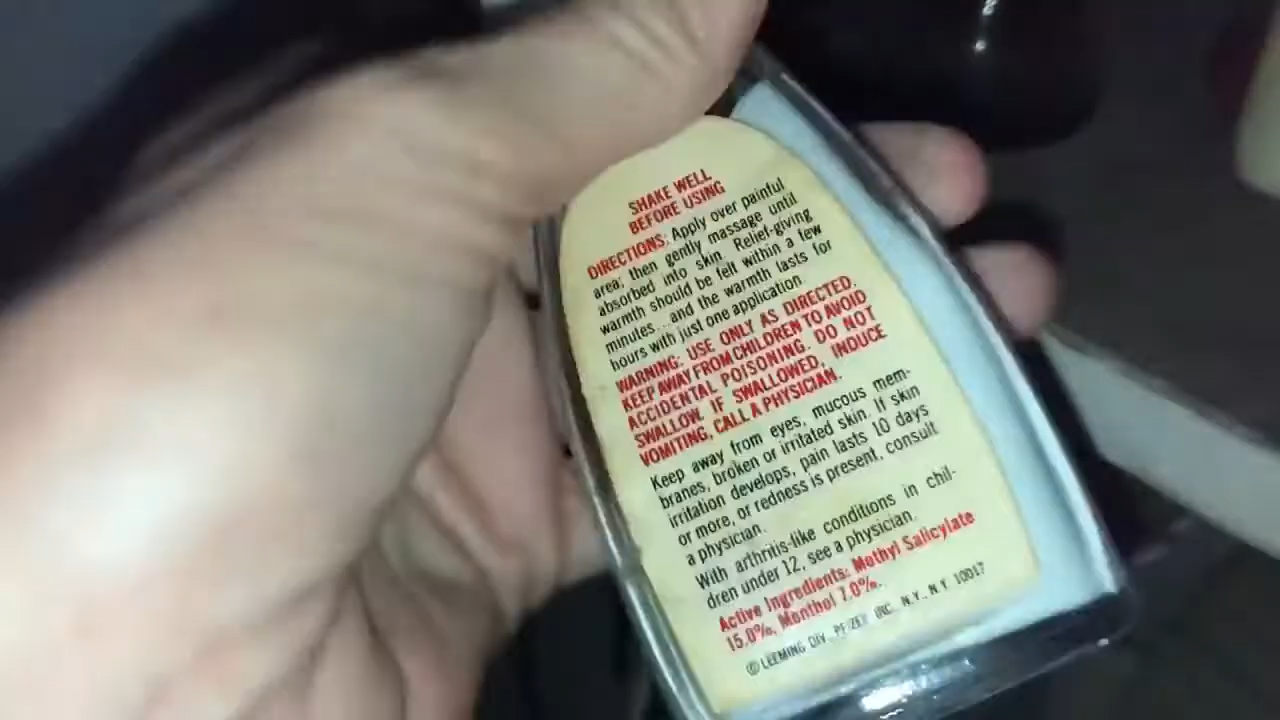 SHAKE WELL
BEFORE USING
DIRECTIONS: Apply over painful
area; then gently massage until
absorbed into skin. Relief-giving
warmth should be felt within a few
minutes...and the warmth lasts for
hours with just one application
WARNING: USE ONLY AS DIRECTED.
KEEP AWAY FROM CHILDREN TO AVOID
ACCIDENTAL POISONING. DO NOT
SWALLOW. IF SWALLOWED, INDUCE
VOMITING, CALL A PHYSICIAN.
Keep away from eyes, mucous mem-
branes, broken or irritated skin. If skin
irritation develops, pain lasts 10 days
or more, or redness is present, consult
a physician.
With arthritis-like conditions in chil-
dren under 12, see a physician.
Active Ingredients: Methyl Salicylate
15.0%, Menthol 7.0%.
© LEEMING DIV., PFIZER INC., N.Y., N.Y. 10017